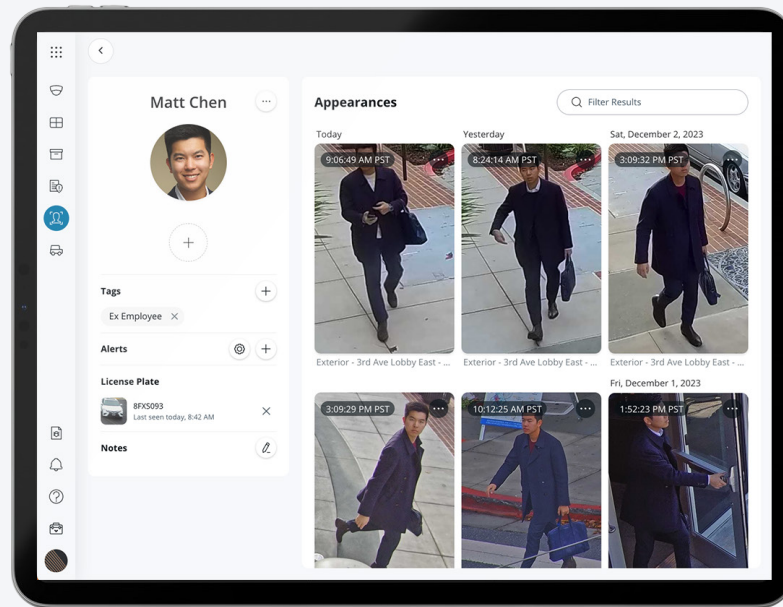 Matt Chen
Tags
Ex Employee
Alerts
License Plate
8FXS093
Last seen today, 8:42 AM
Notes
Appearances
Filter Results
Today
Yesterday
Sat, December 2, 2023
9:06:49 AM PST
8:24:14 AM PST
3:09:32 PM PST
Exterior - 3rd Ave Lobby East - ...
Exterior - 3rd Ave Lobby East - ...
Exterior - 3rd Ave Lobby East - ...
Fri, December 1, 2023
3:09:29 PM PST
10:12:25 AM PST
1:52:23 PM PST